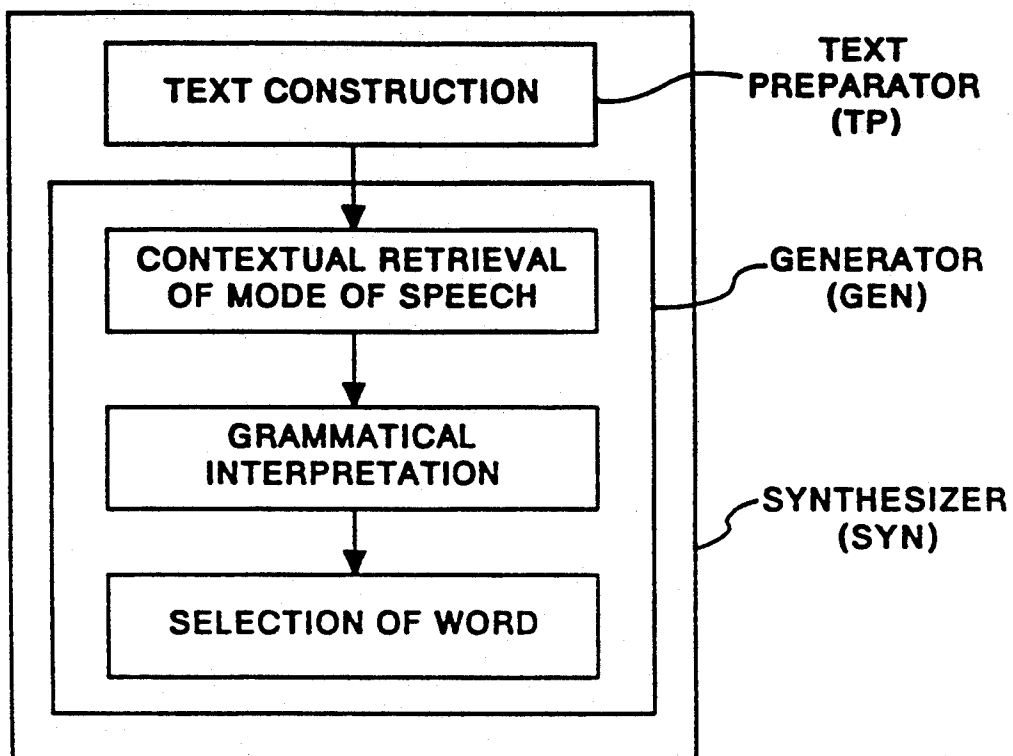 TEXT CONSTRUCTION
TEXT
PREPARATOR
(TP)
CONTEXTUAL RETRIEVAL
OF MODE OF SPEECH
GENERATOR
(GEN)
GRAMMATICAL
INTERPRETATION
SYNTHESIZER
(SYN)
SELECTION OF WORD